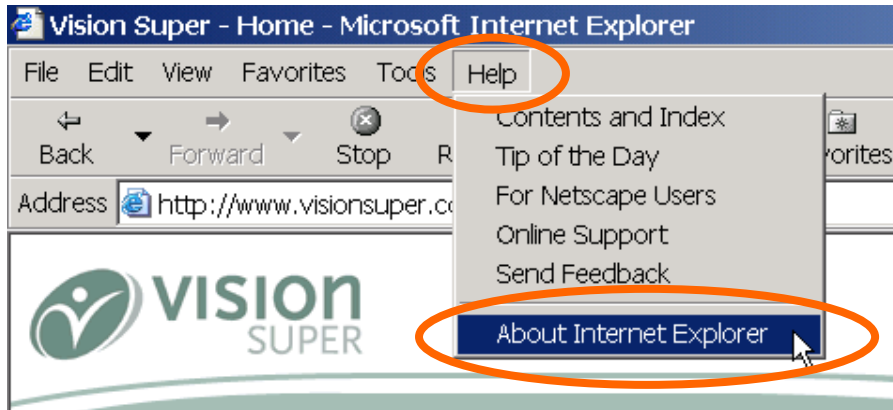 Vision Super - Home - Microsoft Internet Explorer
File Edit View Favorites Tools Help
Contents and Index
Back Forward Stop
Tip of the Day
Address http://www.visionsuper.co
For Netscape Users
Online Support
Send Feedback
VISION
SUPER
About Internet Explorer